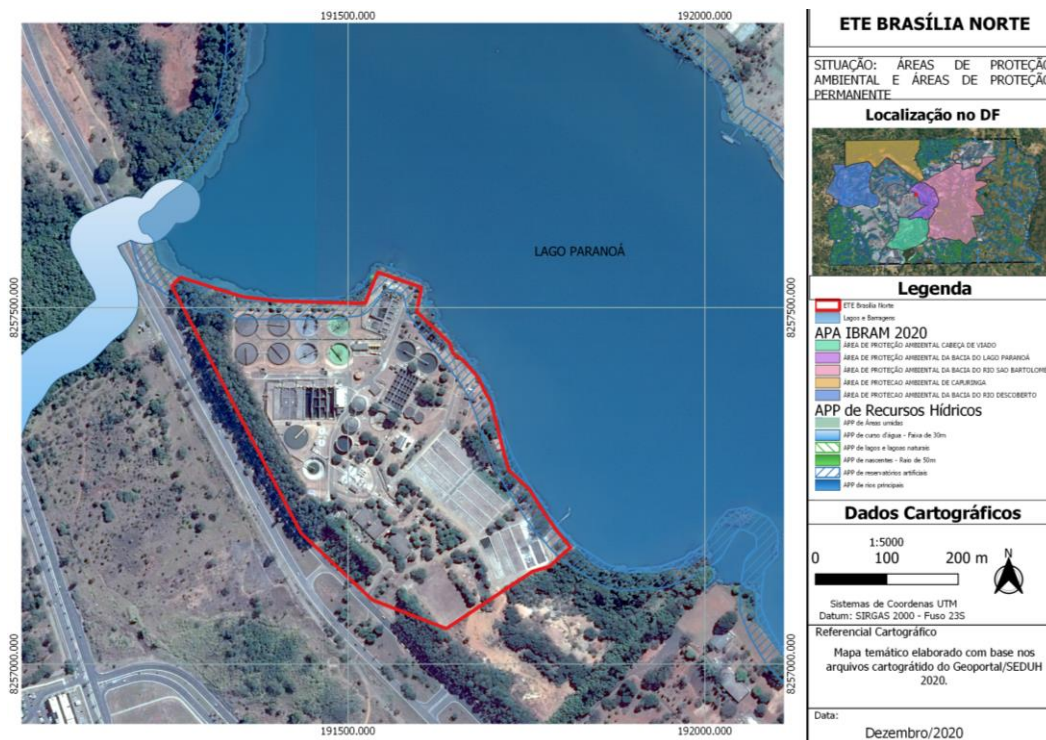 191500.000
192000.000
8257500.000
8257500.000
LAGO PARANOÁ
8257000.000
8257000.000
191500.000
192000.000
ETE BRASÍLIA NORTE
SITUAÇÃO: ÁREAS DE PROTEÇÃO
AMBIENTAL E ÁREAS DE PROTEÇÃO
PERMANENTE
Localização no DF
Legenda
ETE Brasília Norte
Lagos e Barragens
APA IBRAM 2020
ÁREA DE PROTEÇÃO AMBIENTAL CABEÇA DE VIADO
ÁREA DE PROTEÇÃO AMBIENTAL DA BACIA DO LAGO PARANOÁ
ÁREA DE PROTEÇÃO AMBIENTAL DA BACIA DO RIO SAO BARTOLOME
ÁREA DE PROTECAO AMBIENTAL DE CAFURINGA
ÁREA DE PROTECAO AMBIENTAL DA BACIA DO RIO DESCOBERTO
APP de Recursos Hídricos
APP de Áreas umidas
APP de curso d'água - Faixa de 30m
APP de lagos e lagoas naturais
APP de nascentes - Raio de 50m
APP de reservatórios artificiais
APP de rios principais
Dados Cartográficos
1:5000
0 100 200 m
N
Sistemas de Coordenas UTM
Datum: SIRGAS 2000 - Fuso 23S
Referencial Cartográfico
Mapa temático elaborado com base nos
arquivos cartográtido do Geoportal/SEDUH
2020.
Data:
Dezembro/2020